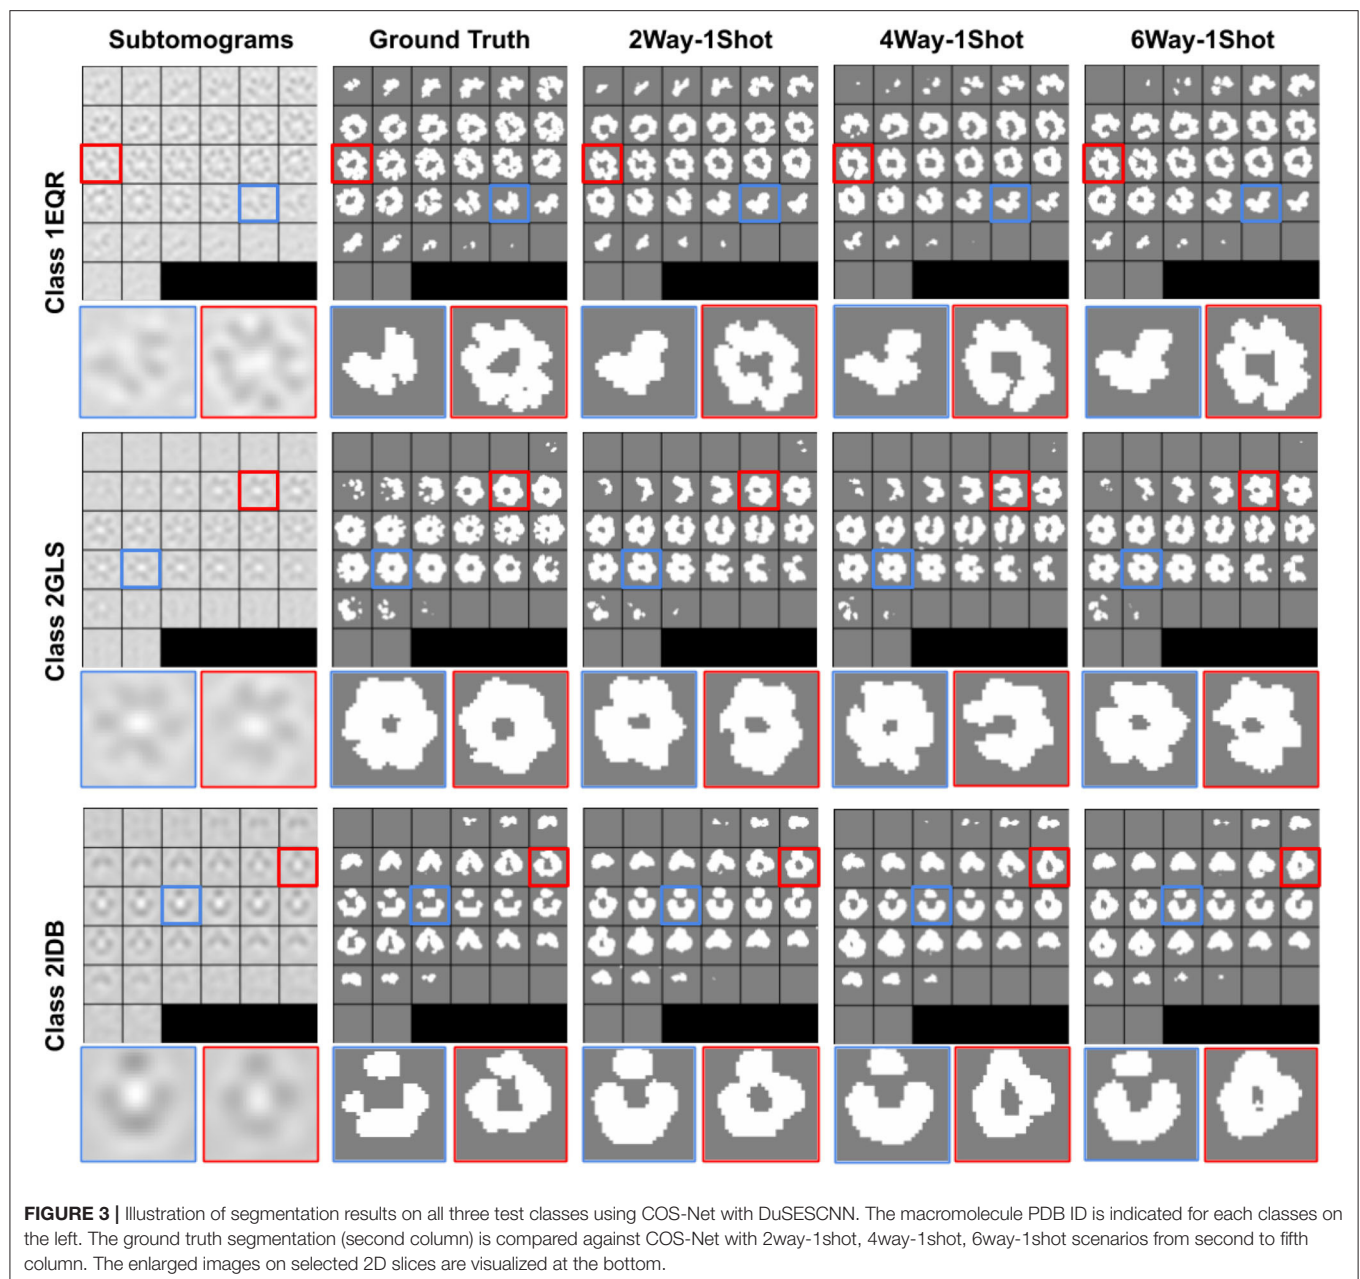 Subtomograms Ground Truth 2Way-1Shot 4Way-1Shot 6Way-1Shot
Class 1EQR
Class 2GLS
Class 2IDB
FIGURE 3 | Illustration of segmentation results on all three test classes using COS-Net with DuSESCNN. The macromolecule PDB ID is indicated for each classes on
the left. The ground truth segmentation (second column) is compared against COS-Net with 2way-1shot, 4way-1shot, 6way-1shot scenarios from second to fifth
column. The enlarged images on selected 2D slices are visualized at the bottom.